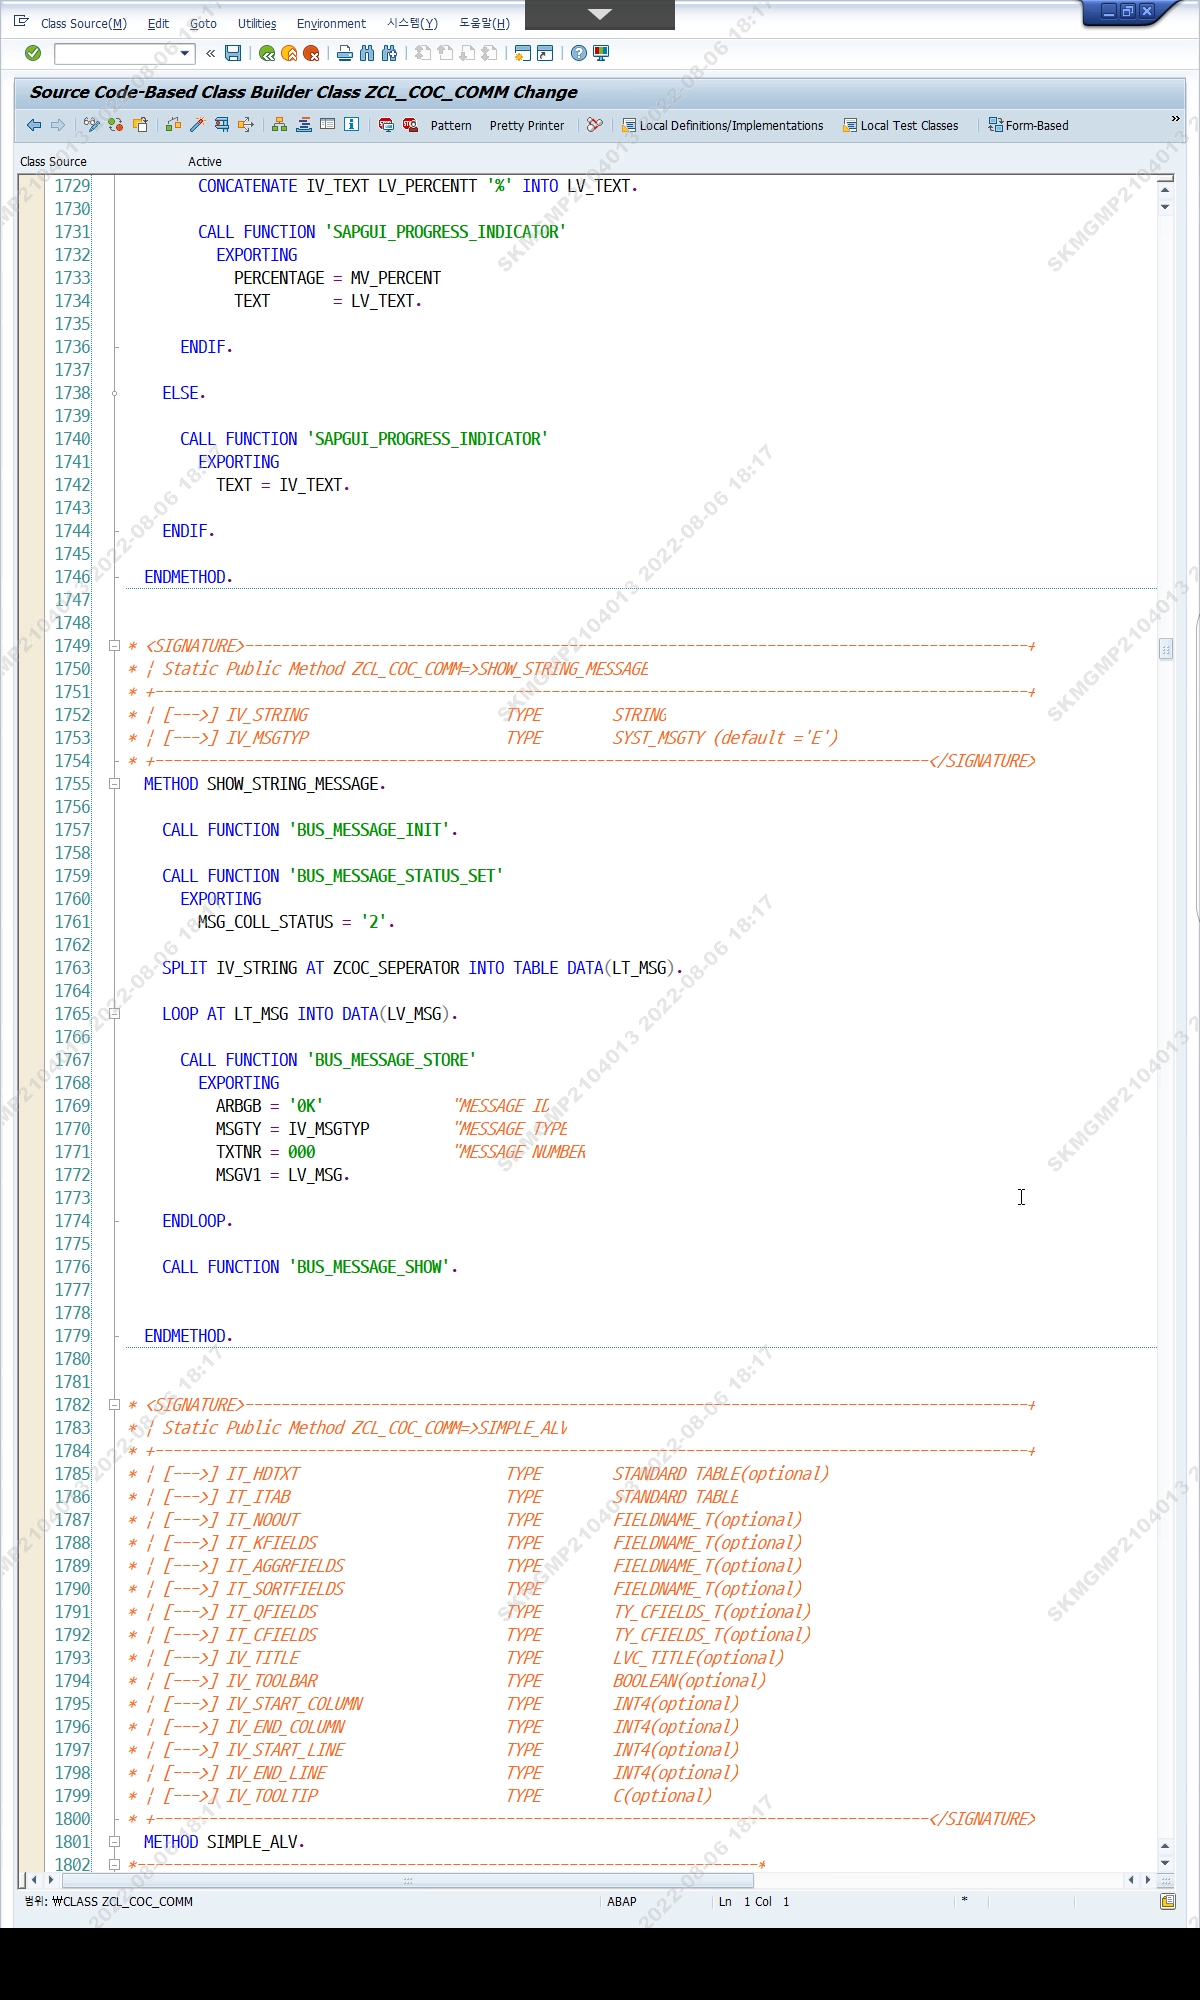 Class Source(M) Edit Goto Utilities Environment 시스템(Y) 도움말(H)
Source Code-Based Class Builder Class ZCL_COC_COMM Change
Pattern Pretty Printer Local Definitions/Implementations Local Test Classes Form-Based
Class Source Active
1729 CONCATENATE IV_TEXT LV_PERCENTT '%' INTO LV_TEXT.
1730
1731 CALL FUNCTION 'SAPGUI_PROGRESS_INDICATOR'
1732 EXPORTING
1733 PERCENTAGE = MV_PERCENT
1734 TEXT = LV_TEXT.
1735
1736 ENDIF.
1737
1738 ELSE.
1739
1740 CALL FUNCTION 'SAPGUI_PROGRESS_INDICATOR'
1741 EXPORTING
1742 TEXT = IV_TEXT.
1743
1744 ENDIF.
1745
1746 ENDMETHOD.
1747
1748
1749 * <SIGNATURE>---------------------------------------------------------------------------------------+
1750 * ¦ Static Public Method ZCL_COC_COMM=>SHOW_STRING_MESSAGE
1751 * +-------------------------------------------------------------------------------------------------+
1752 * ¦ [--->] IV_STRING TYPE STRING
1753 * ¦ [--->] IV_MSGTYP TYPE SYST_MSGTY (default ='E')
1754 * +--------------------------------------------------------------------------------------</SIGNATURE>
1755 METHOD SHOW_STRING_MESSAGE.
1756
1757 CALL FUNCTION 'BUS_MESSAGE_INIT'.
1758
1759 CALL FUNCTION 'BUS_MESSAGE_STATUS_SET'
1760 EXPORTING
1761 MSG_COLL_STATUS = '2'.
1762
1763 SPLIT IV_STRING AT ZCOC_SEPERATOR INTO TABLE DATA(LT_MSG).
1764
1765 LOOP AT LT_MSG INTO DATA(LV_MSG).
1766
1767 CALL FUNCTION 'BUS_MESSAGE_STORE'
1768 EXPORTING
1769 ARBGB = '0K' "MESSAGE ID
1770 MSGTY = IV_MSGTYP "MESSAGE TYPE
1771 TXTNR = 000 "MESSAGE NUMBER
1772 MSGV1 = LV_MSG.
1773
1774 ENDLOOP.
1775
1776 CALL FUNCTION 'BUS_MESSAGE_SHOW'.
1777
1778
1779 ENDMETHOD.
1780
1781
1782 * <SIGNATURE>---------------------------------------------------------------------------------------+
1783 * ¦ Static Public Method ZCL_COC_COMM=>SIMPLE_ALV
1784 * +-------------------------------------------------------------------------------------------------+
1785 * ¦ [--->] IT_HDTXT TYPE STANDARD TABLE(optional)
1786 * ¦ [--->] IT_ITAB TYPE STANDARD TABLE
1787 * ¦ [--->] IT_NOOUT TYPE FIELDNAME_T(optional)
1788 * ¦ [--->] IT_KFIELDS TYPE FIELDNAME_T(optional)
1789 * ¦ [--->] IT_AGGRFIELDS TYPE FIELDNAME_T(optional)
1790 * ¦ [--->] IT_SORTFIELDS TYPE FIELDNAME_T(optional)
1791 * ¦ [--->] IT_QFIELDS TYPE TY_CFIELDS_T(optional)
1792 * ¦ [--->] IT_CFIELDS TYPE TY_CFIELDS_T(optional)
1793 * ¦ [--->] IV_TITLE TYPE LVC_TITLE(optional)
1794 * ¦ [--->] IV_TOOLBAR TYPE BOOLEAN(optional)
1795 * ¦ [--->] IV_START_COLUMN TYPE INT4(optional)
1796 * ¦ [--->] IV_END_COLUMN TYPE INT4(optional)
1797 * ¦ [--->] IV_START_LINE TYPE INT4(optional)
1798 * ¦ [--->] IV_END_LINE TYPE INT4(optional)
1799 * ¦ [--->] IV_TOOLTIP TYPE C(optional)
1800 * +--------------------------------------------------------------------------------------</SIGNATURE>
1801 METHOD SIMPLE_ALV.
1802 *---------------------------------------------------------------------*
범위: ₩CLASS ZCL_COC_COMM ABAP Ln 1 Col 1 *
SKMGMP2104013 2022-08-06 18:17